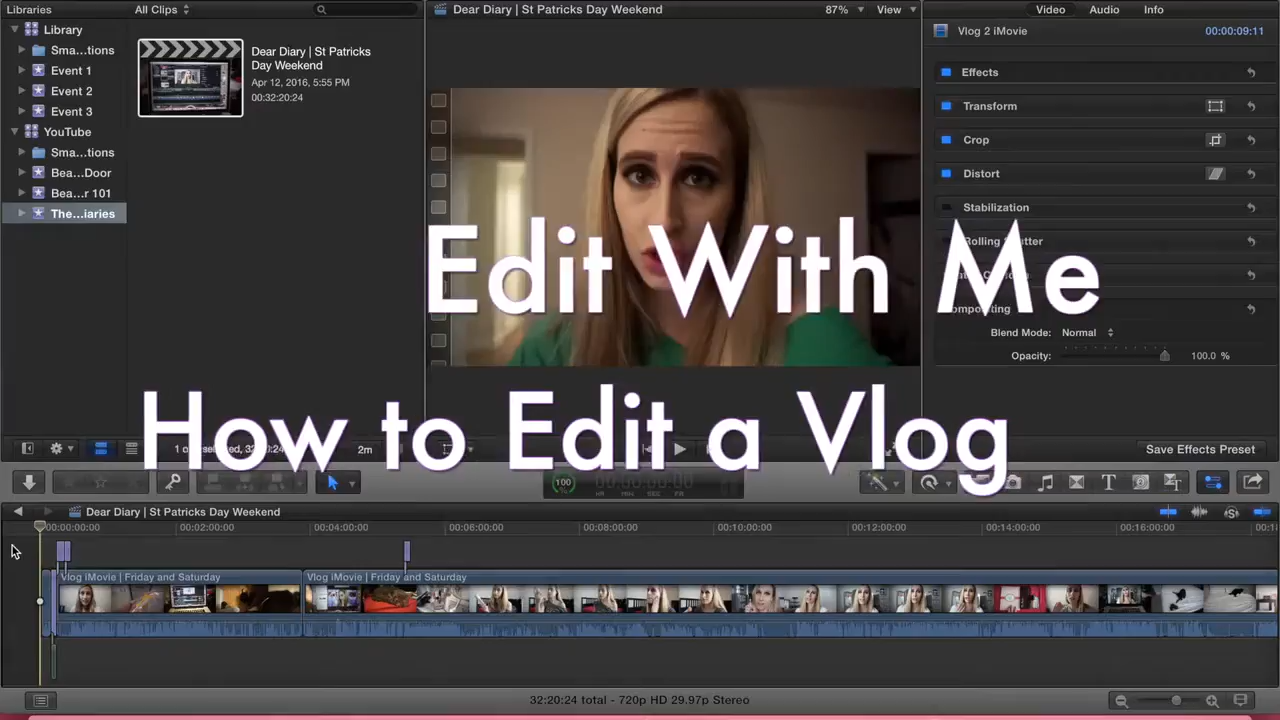 Libraries
All Clips
Dear Diary | St Patricks Day Weekend
87%
View
Video
Audio
Info
Library
Sma...tions
Event 1
Event 2
Event 3
YouTube
Sma...tions
Bea...Door
Bea...r 101
The...iaries
Dear Diary | St Patricks
Day Weekend
Apr 12, 2016, 5:55 PM
00:32:20:24
Vlog 2 iMovie
00:00:09:11
Effects
Transform
Crop
Distort
Stabilization
Blend Mode:
Normal
Opacity:
100.0 %
Edit With Me
How to Edit a Vlog
2m
Save Effects Preset
100
%
HR MIN SEC FR
Dear Diary | St Patricks Day Weekend
00:00:00:00
00:02:00:00
00:04:00:00
00:06:00:00
00:08:00:00
00:10:00:00
00:12:00:00
00:14:00:00
00:16:00:00
Vlog iMovie | Friday and Saturday
Vlog iMovie | Friday and Saturday
32:20:24 total - 720p HD 29.97p Stereo